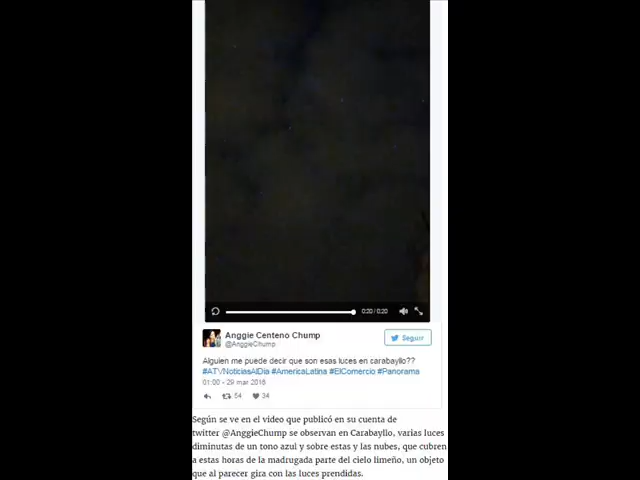 0:20 / 0:20
Anggie Centeno Chump
@AnggieChump
Seguir
Alguien me puede decir que son esas luces en carabayllo??
#ATVNoticiasAlDia #AmericaLatina #ElComercio #Panorama
01:00 - 29 mar 2016
54 34
Según se ve en el video que publicó en su cuenta de
twitter @AnggieChump se observan en Carabayllo, varias luces
diminutas de un tono azul y sobre estas y las nubes, que cubren
a estas horas de la madrugada parte del cielo limeño, un objeto
que al parecer gira con las luces prendidas.